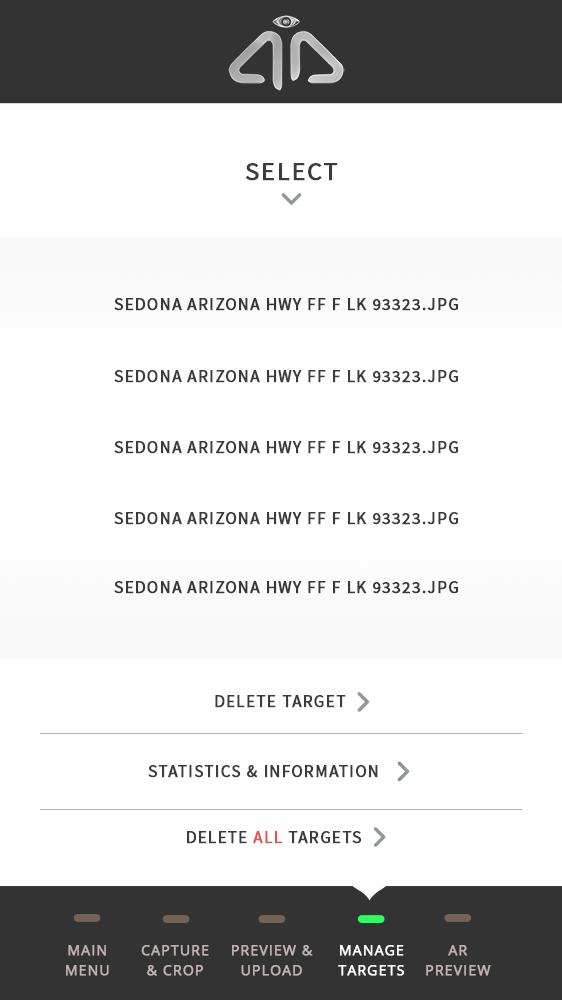 SELECT
SEDONA ARIZONA HWY FF F LK 93323.JPG
SEDONA ARIZONA HWY FF F LK 93323.JPG
SEDONA ARIZONA HWY FF F LK 93323.JPG
SEDONA ARIZONA HWY FF F LK 93323.JPG
SEDONA ARIZONA HWY FF F LK 93323.JPG
DELETE TARGET
STATISTICS & INFORMATION
DELETE ALL TARGETS
MAIN
MENU
CAPTURE
& CROP
PREVIEW &
UPLOAD
MANAGE
TARGETS
AR
PREVIEW